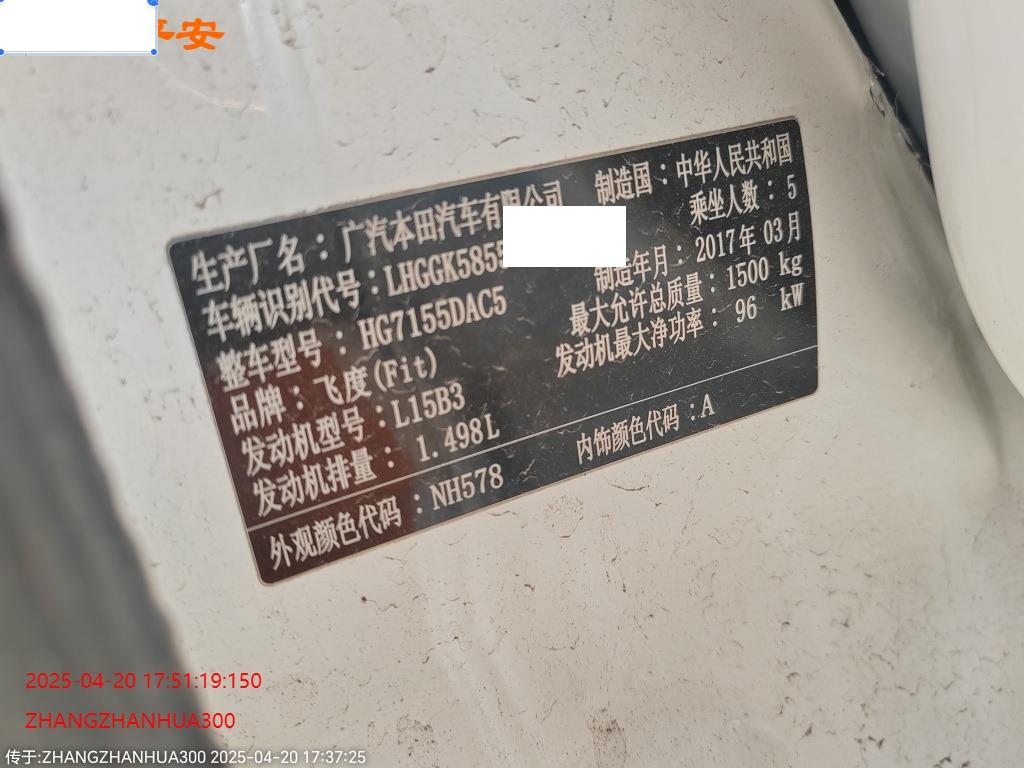 平安
生产厂名：广汽本田汽车有限公司 制造国：中华人民共和国
车辆识别代号：LHGGK5855 乘坐人数：5
整车型号：HG7155DAC5 制造年月：2017年 03月
品牌：飞度(Fit) 最大允许总质量：1500 kg
发动机型号：L15B3 发动机最大净功率：96 kW
发动机排量：1.498L
外观颜色代码：NH578 内饰颜色代码：A
2025-04-20 17:51:19:150
ZHANGZHANHUA300
传于:ZHANGZHANHUA300 2025-04-20 17:37:25